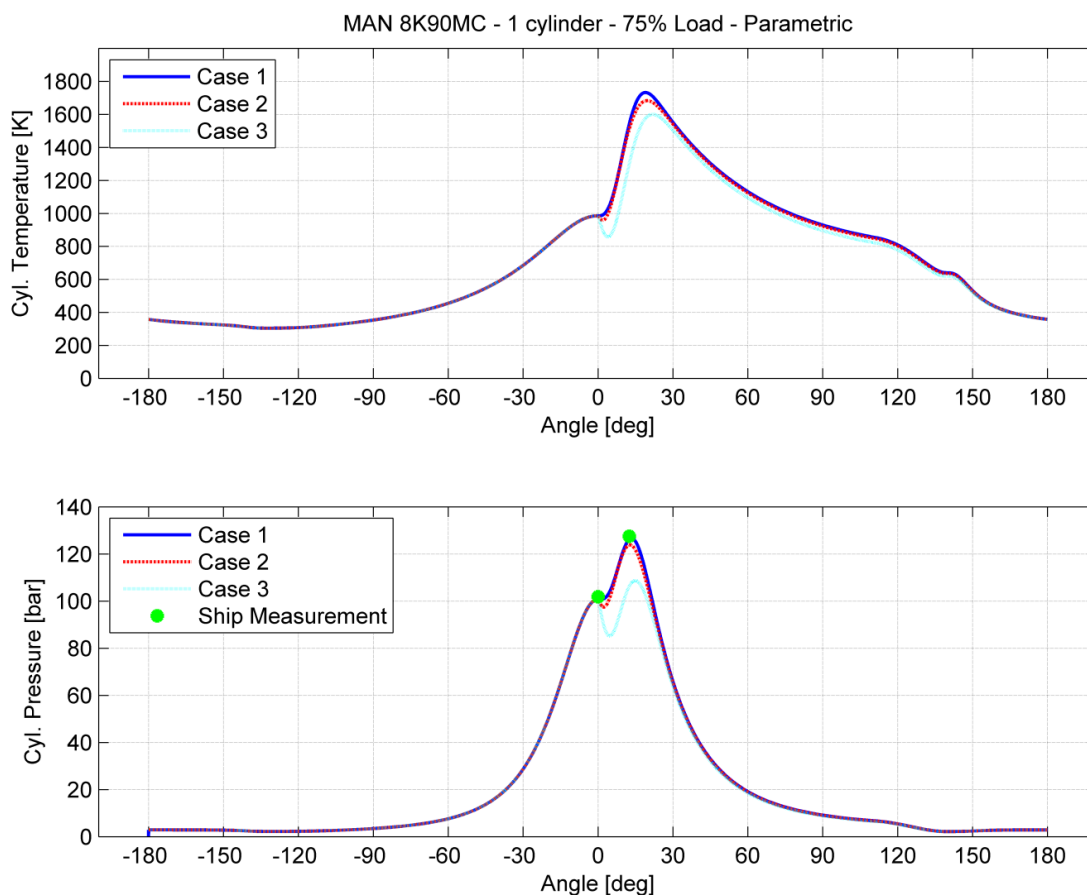 MAN 8K90MC - 1 cylinder - 75% Load - Parametric
Case 1
Case 2
Case 3
Cyl. Temperature [K]
1800
1600
1400
1200
1000
800
600
400
200
0
-180 -150 -120 -90 -60 -30 0 30 60 90 120 150 180
Angle [deg]
Case 1
Case 2
Case 3
Ship Measurement
Cyl. Pressure [bar]
140
120
100
80
60
40
20
0
-180 -150 -120 -90 -60 -30 0 30 60 90 120 150 180
Angle [deg]